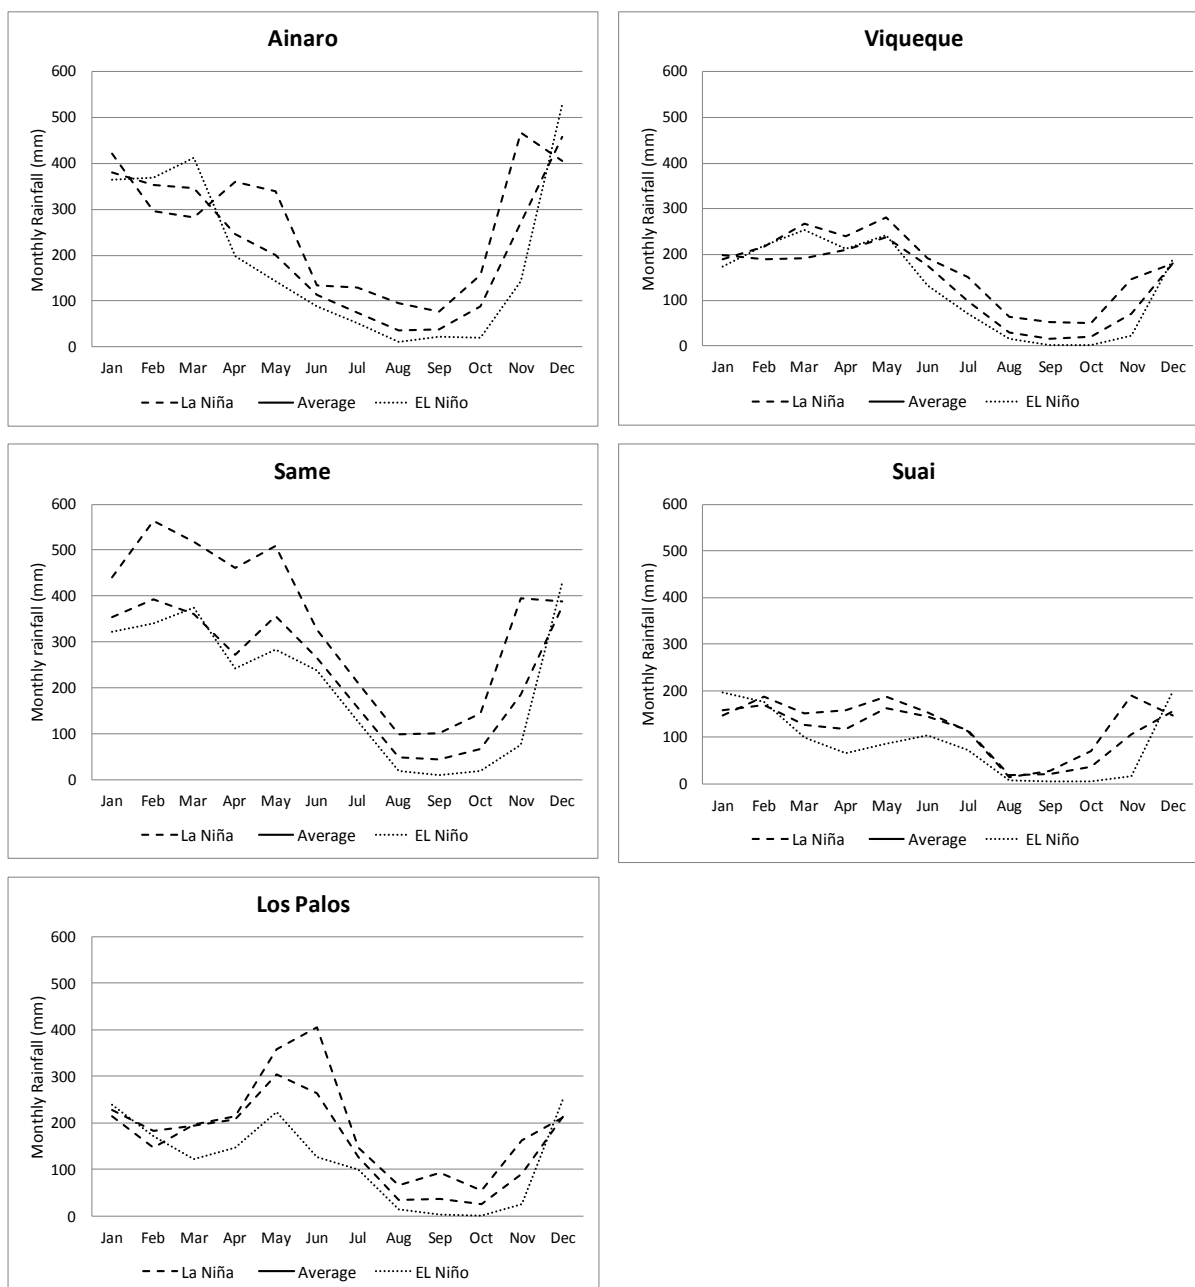 Ainaro
Monthly Rainfall (mm)
600
500
400
300
200
100
0
Jan Feb Mar Apr May Jun Jul Aug Sep Oct Nov Dec
La Niña Average EL Niño
Viqueque
Monthly Rainfall (mm)
600
500
400
300
200
100
0
Jan Feb Mar Apr May Jun Jul Aug Sep Oct Nov Dec
La Niña Average EL Niño
Same
Monthly rainfall (mm)
600
500
400
300
200
100
0
Jan Feb Mar Apr May Jun Jul Aug Sep Oct Nov Dec
La Niña Average EL Niño
Suai
Monthly Rainfall (mm)
600
500
400
300
200
100
0
Jan Feb Mar Apr May Jun Jul Aug Sep Oct Nov Dec
La Niña Average EL Niño
Los Palos
Monthly Rainfall (mm)
600
500
400
300
200
100
0
Jan Feb Mar Apr May Jun Jul Aug Sep Oct Nov Dec
La Niña Average EL Niño